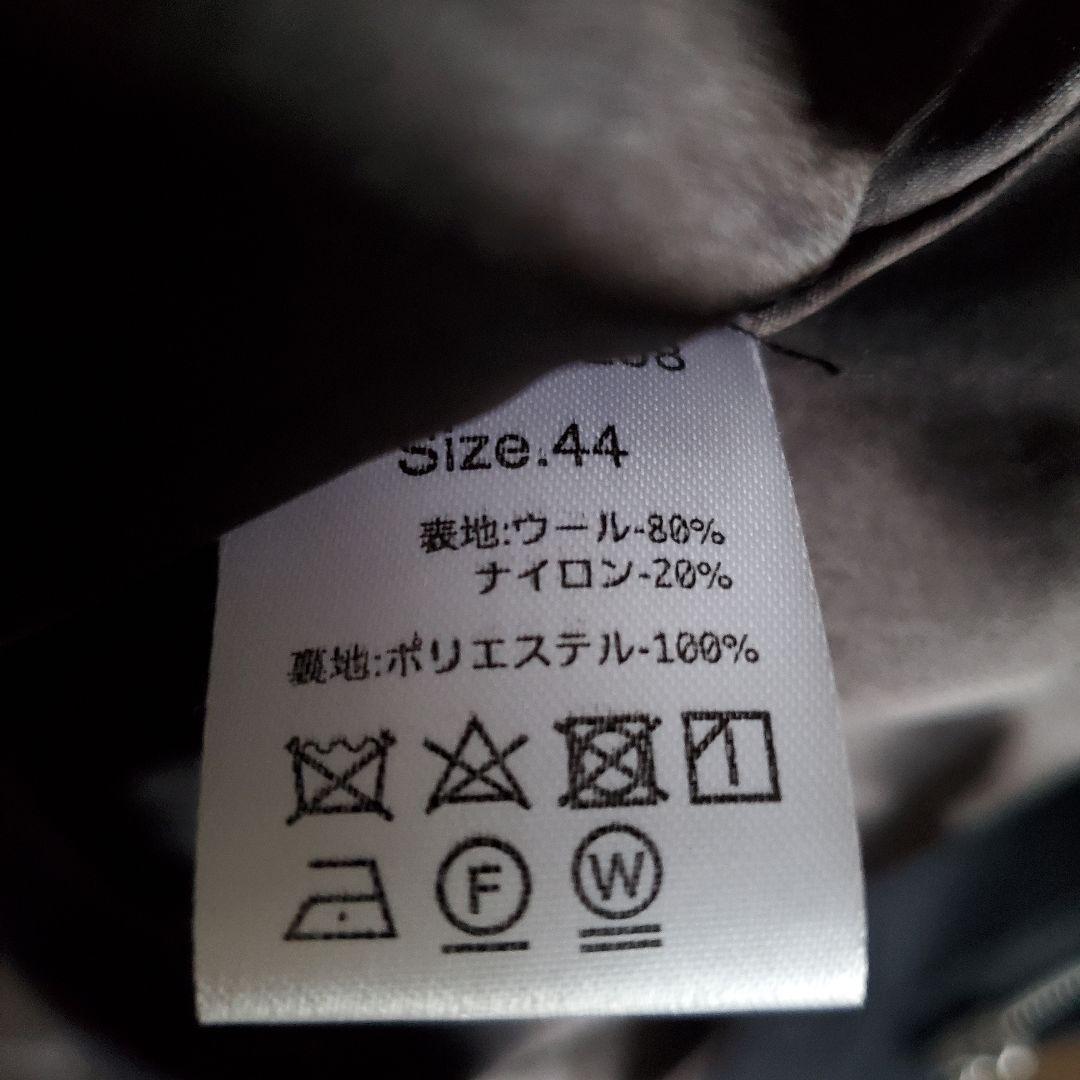 Size.44
表地:ウール-80%
ナイロン-20%
裏地:ポリエステル-100%
F
W